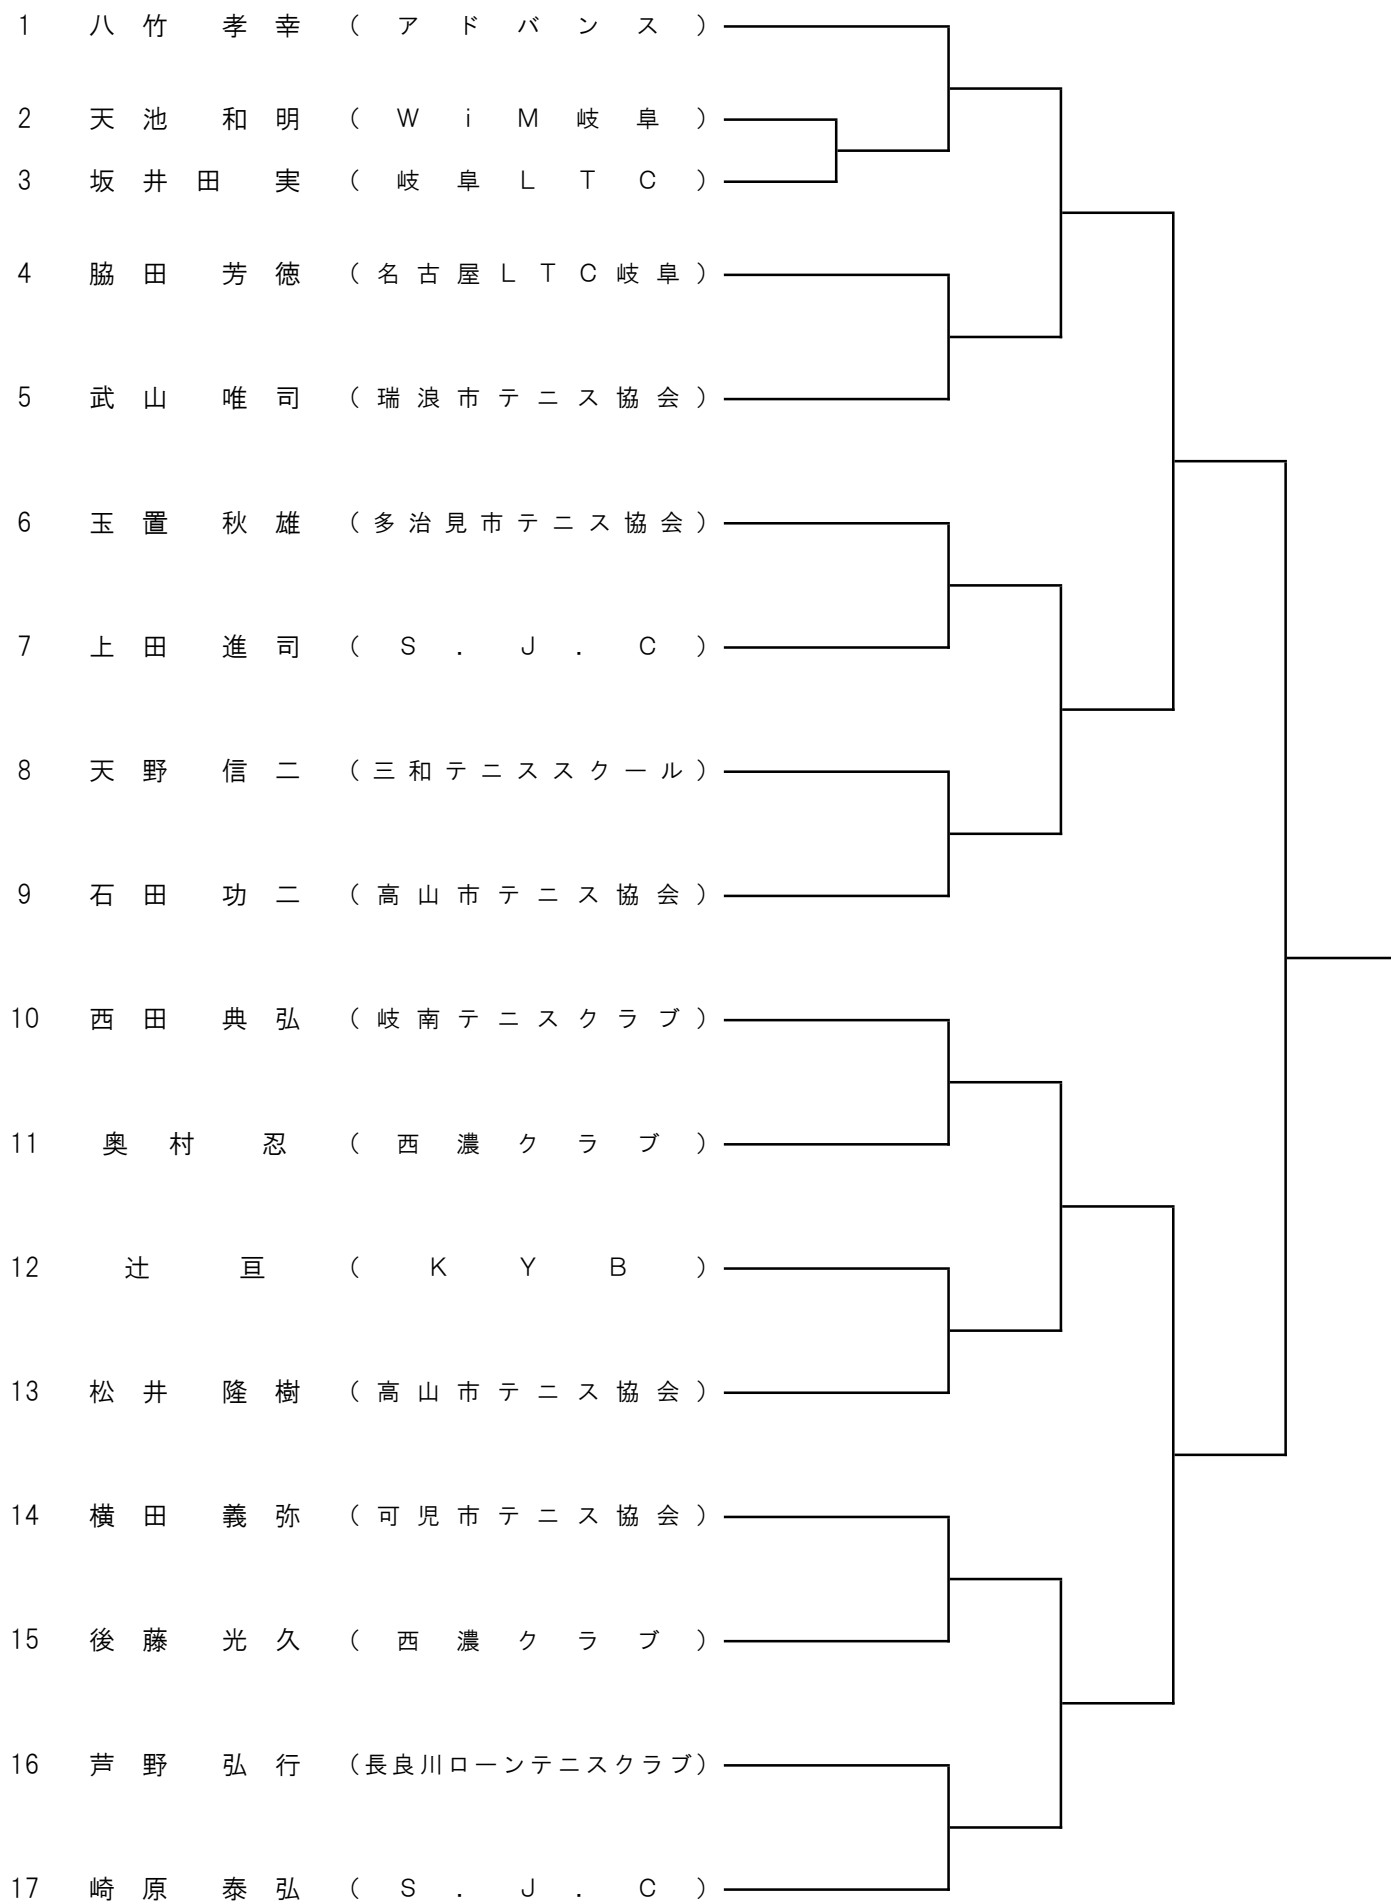 1 八竹 孝幸 (アドバンス)
2 天池 和明 (WiM岐阜)
3 坂井田 実 (岐阜LTC)
4 脇田 芳徳 (名古屋LTC岐阜)
5 武山 唯司 (瑞浪市テニス協会)
6 玉置 秋雄 (多治見市テニス協会)
7 上田 進司 (S.J.C)
8 天野 信二 (三和テニススクール)
9 石田 功二 (高山市テニス協会)
10 西田 典弘 (岐南テニスクラブ)
11 奥村 忍 (西濃クラブ)
12 辻 亘 (KYB)
13 松井 隆樹 (高山市テニス協会)
14 横田 義弥 (可児市テニス協会)
15 後藤 光久 (西濃クラブ)
16 芦野 弘行 (長良川ローンテニスクラブ)
17 崎原 泰弘 (S.J.C)